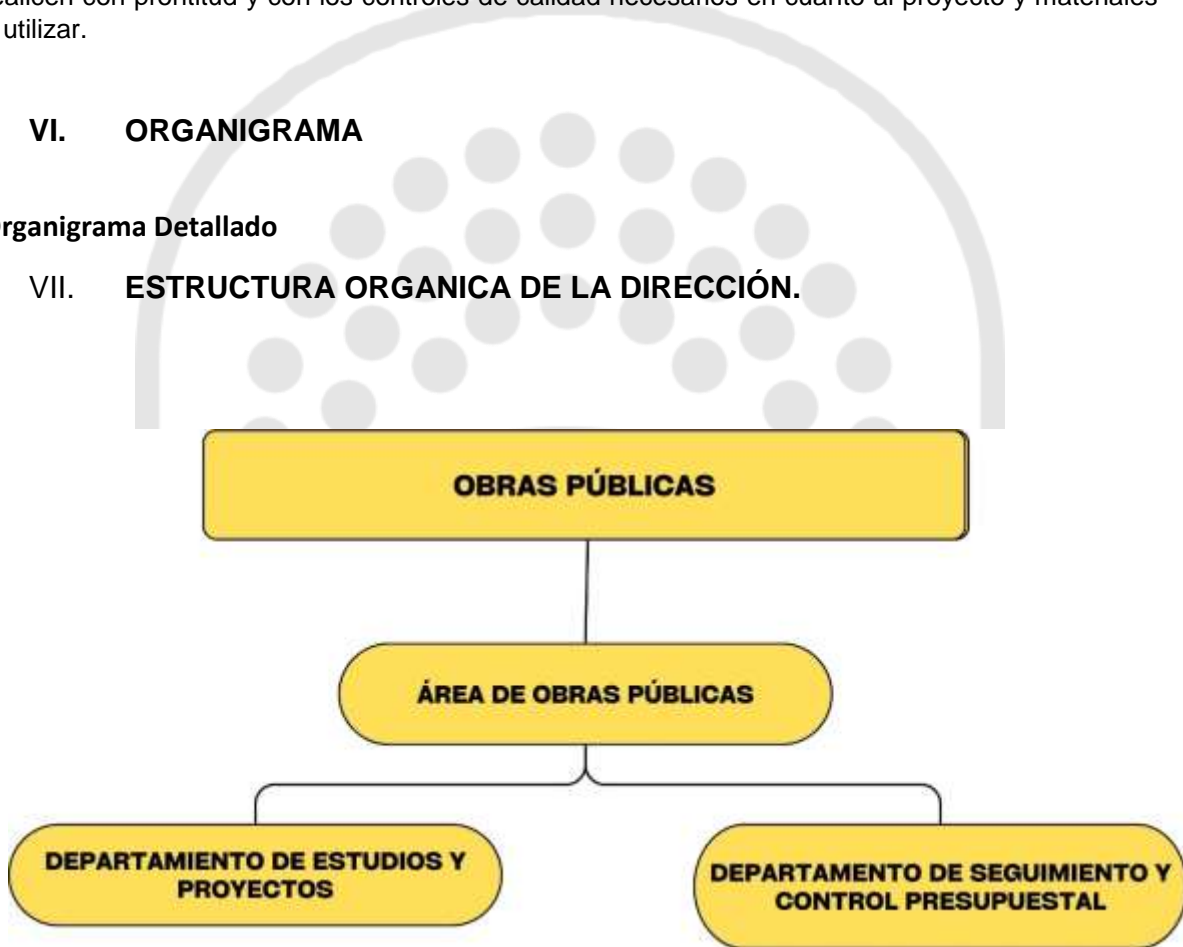 ealicen con prontitud y con los controles de calidad necesarios en cuanto al proyecto y materiales
utilizar.
VI. ORGANIGRAMA
rganigrama Detallado
VII. ESTRUCTURA ORGANICA DE LA DIRECCIÓN.
OBRAS PÚBLICAS
ÁREA DE OBRAS PÚBLICAS
DEPARTAMIENTO DE ESTUDIOS Y
PROYECTOS
DEPARTAMENTO DE SEGUIMIENTO Y
CONTROL PRESUPUESTAL